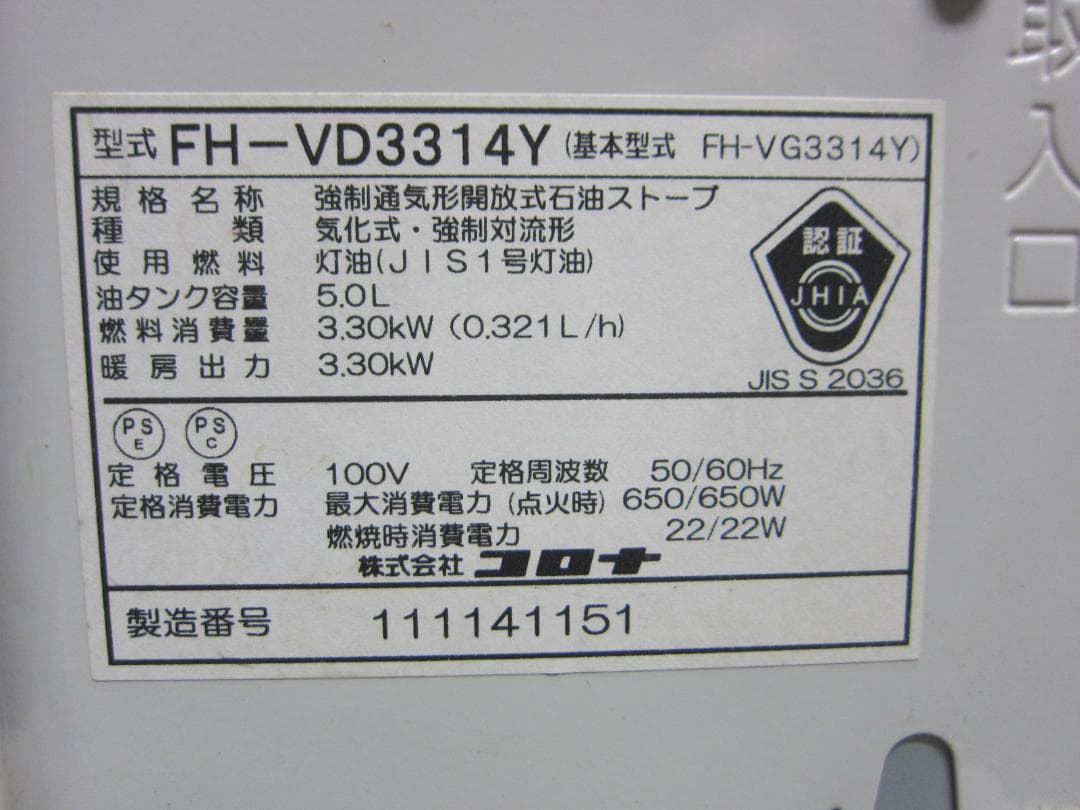 型式 FH-VD3314Y (基本型式 FH-VG3314Y)
規格名称 強制通気形開放式石油ストーブ
種類 気化式・強制対流形
使用燃料 灯油(JIS1号灯油)
油タンク容量 5.0L
燃料消費量 3.30kW (0.321L/h)
暖房出力 3.30kW
認証
JHIA
JIS S 2036
PSE PSC
定格電圧 100V 定格周波数 50/60Hz
定格消費電力 最大消費電力 (点火時) 650/650W
燃焼時消費電力 22/22W
株式会社 コロナ
製造番号 111141151
取入口